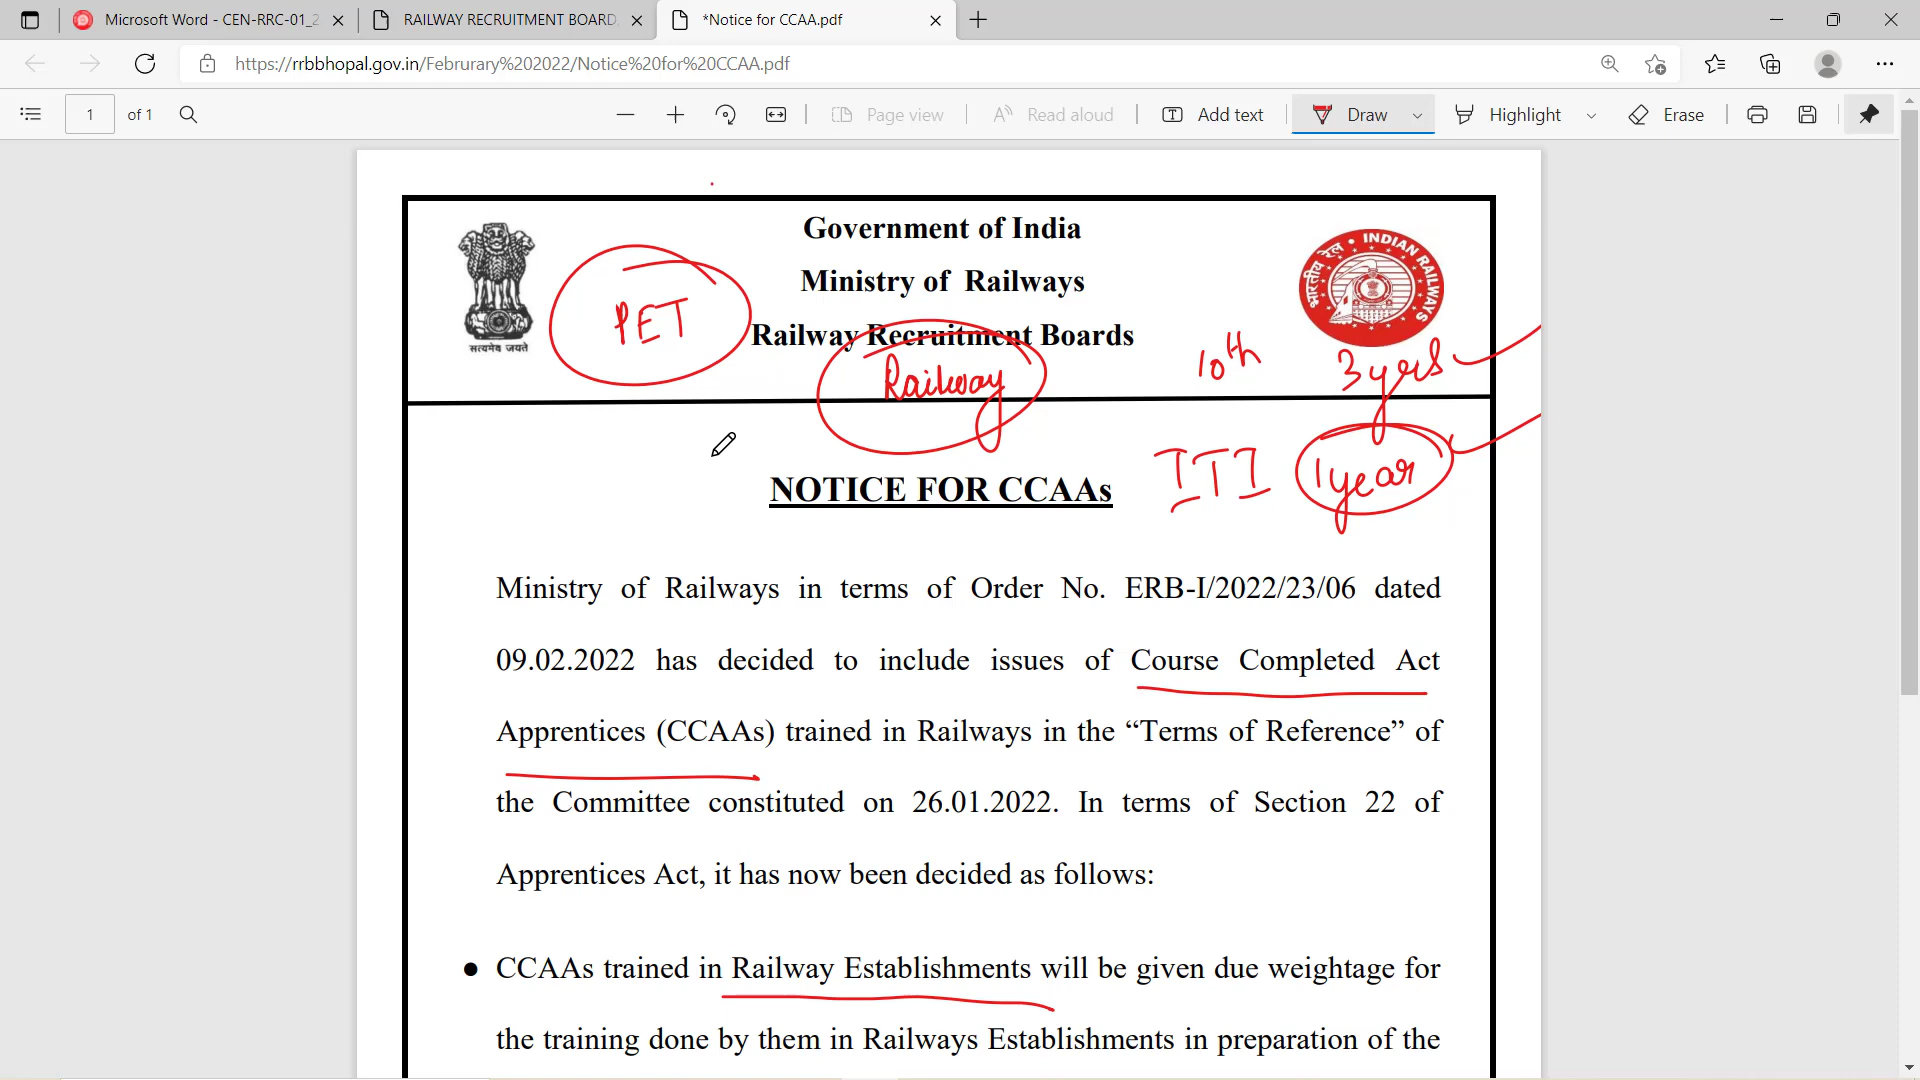 Microsoft Word - CEN-RRC-01_2
RAILWAY RECRUITMENT BOARD
*Notice for CCAA.pdf
https://rrbbhopal.gov.in/Februrary%202022/Notice%20for%20CCAA.pdf
1 of 1
Page view
Read aloud
Add text
Draw
Highlight
Erase
Government of India
Ministry of Railways
Railway Recruitment Boards
सत्यमेव जयते
भारतीय रेल • INDIAN RAILWAYS
PET
Railway
10th 3 yers
ITI 1 year
NOTICE FOR CCAAs
Ministry of Railways in terms of Order No. ERB-I/2022/23/06 dated
09.02.2022 has decided to include issues of Course Completed Act
Apprentices (CCAAs) trained in Railways in the “Terms of Reference” of
the Committee constituted on 26.01.2022. In terms of Section 22 of
Apprentices Act, it has now been decided as follows:
● CCAAs trained in Railway Establishments will be given due weightage for
the training done by them in Railways Establishments in preparation of the